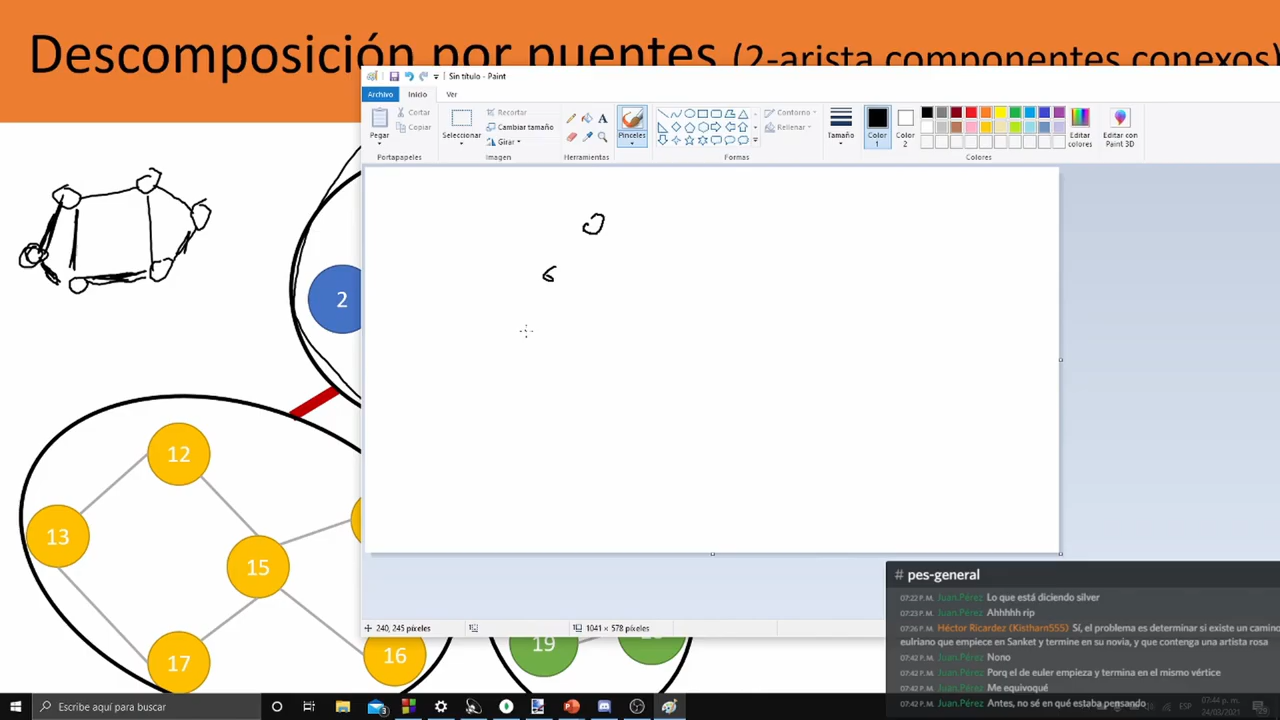 Descomposición por puentes (2-arista componentes conexos)
Sin título - Paint
Archivo
Inicio
Ver
Pegar
Cortar
Copiar
Portapapeles
Seleccionar
Recortar
Cambiar tamaño
Girar
Imagen
Herramientas
Pinceles
Contorno
Rellenar
Formas
Tamaño
Color
1
Color
2
Editar
colores
Editar con
Paint 3D
Colores
2
12
13
15
17
16
19
240, 245 píxeles
1041 × 578 píxeles
# pes-general
07:22 P. M. Juan.Pérez Lo que está diciendo silver
07:23 P. M. Juan.Pérez Ahhhhh rip
07:26 P. M. Héctor Ricardez (Kistharn555) Sí, el problema es determinar si existe un camino
eulriano que empiece en Sanket y termine en su novia, y que contenga una artista rosa
07:42 P. M. Juan.Pérez Nono
07:42 P. M. Juan.Pérez Porq el de euler empieza y termina en el mismo vértice
07:42 P. M. Juan.Pérez Me equivoqué
07:42 P. M. Juan.Pérez Antes, no sé en qué estaba pensando
Escribe aquí para buscar
ESP
07:44 p. m.
24/03/2021